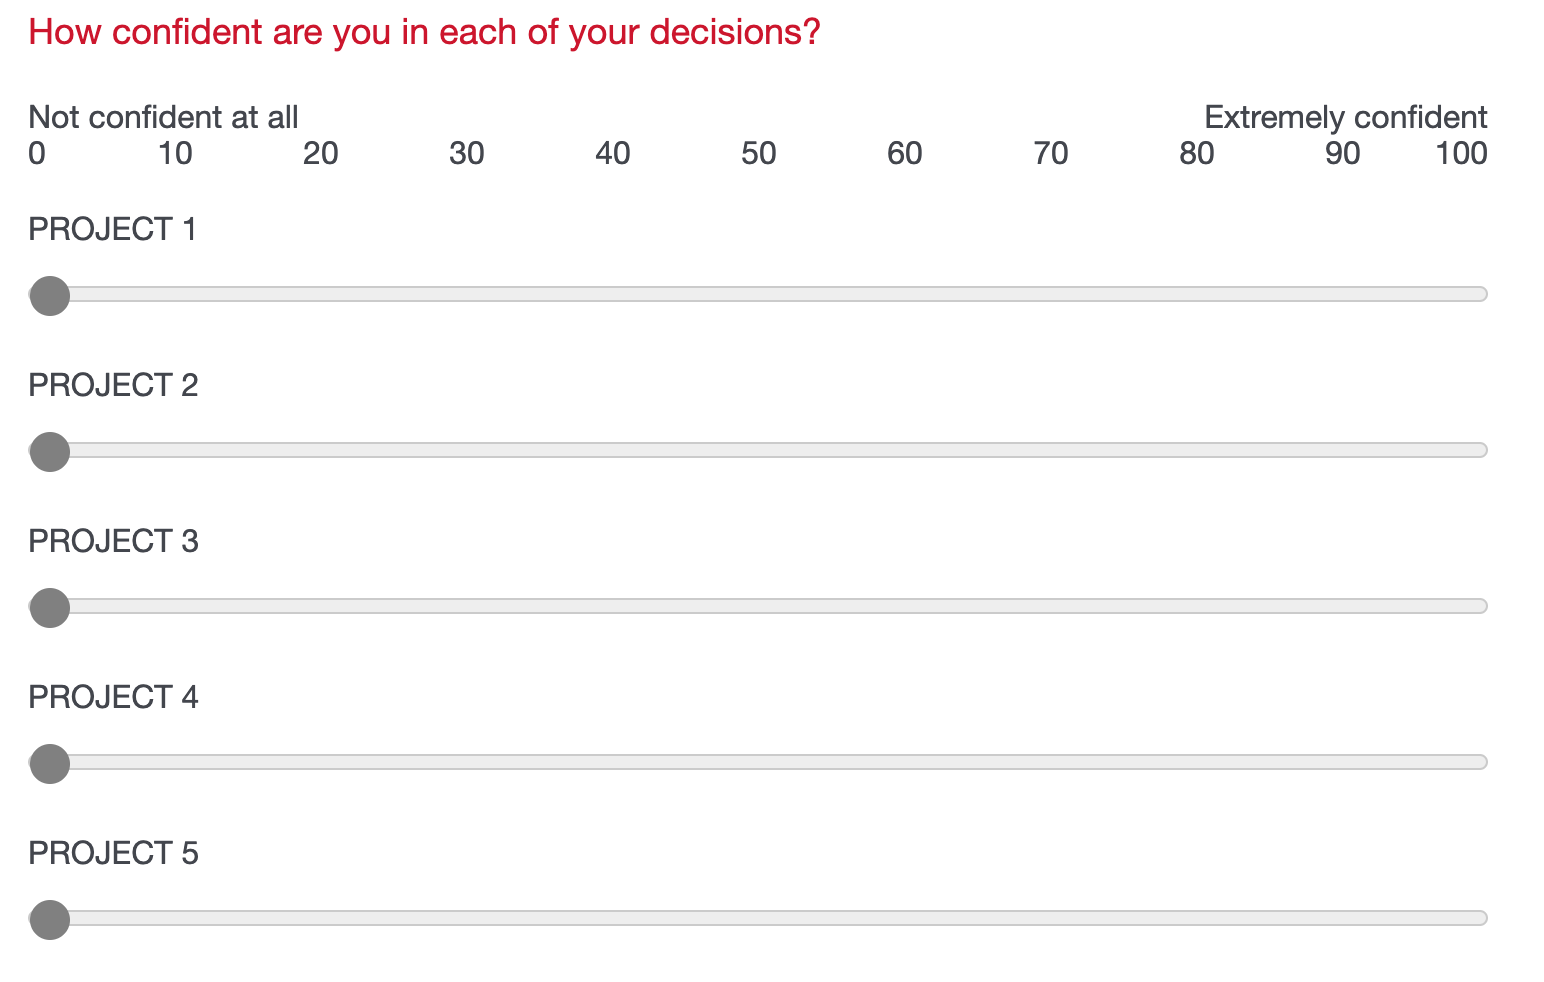 How confident are you in each of your decisions?
Not confident at all Extremely confident
0 10 20 30 40 50 60 70 80 90 100
PROJECT 1
PROJECT 2
PROJECT 3
PROJECT 4
PROJECT 5